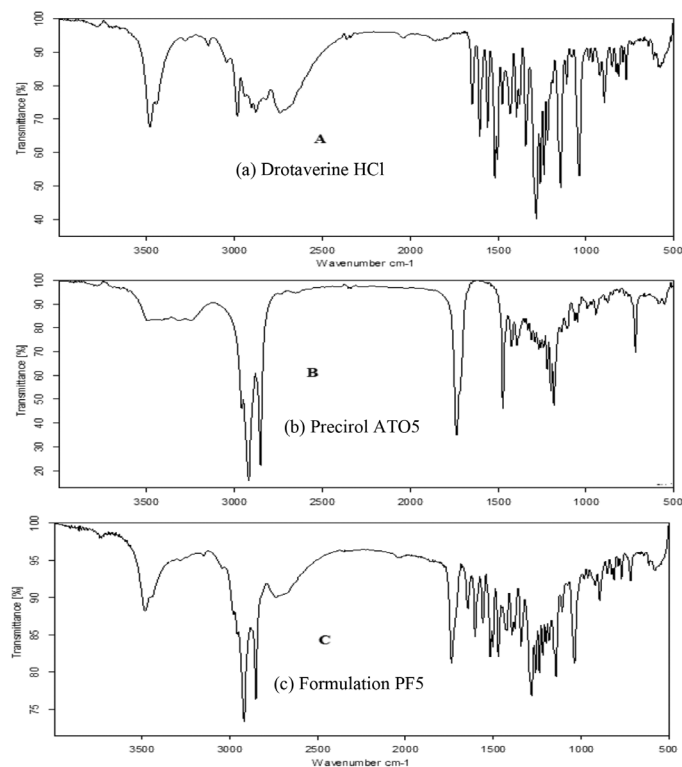 100
90
80
70
60
50
40
Transmittance [%]
A
(a) Drotaverine HCl
3500 3000 2500 2000 1500 1000 500
Wavenumber cm-1
100
90
80
70
60
50
40
30
20
Transmittance [%]
B
(b) Precirol ATO5
3500 3000 2500 2000 1500 1000 500
Wavenumber cm-1
100
95
90
85
80
75
Transmittance [%]
C
(c) Formulation PF5
3500 3000 2500 2000 1500 1000 500
Wavenumber cm-1